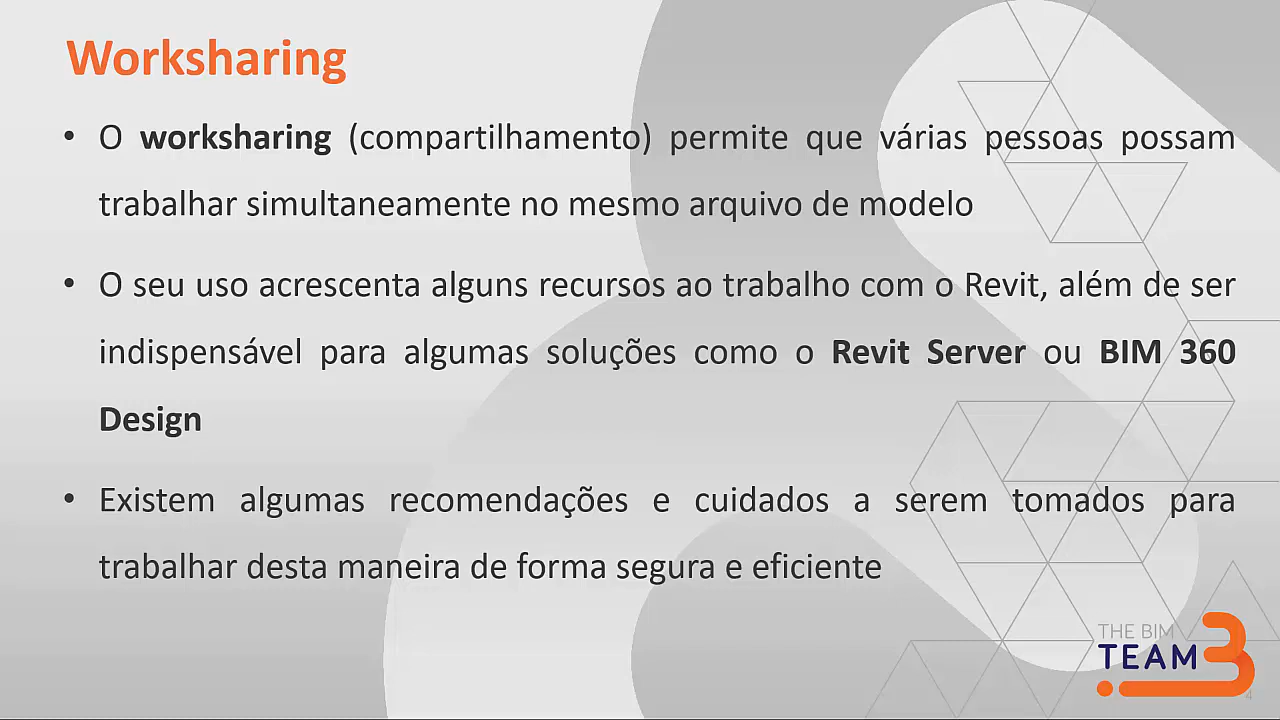 Worksharing
• O worksharing (compartilhamento) permite que várias pessoas possam
trabalhar simultaneamente no mesmo arquivo de modelo
• O seu uso acrescenta alguns recursos ao trabalho com o Revit, além de ser
indispensável para algumas soluções como o Revit Server ou BIM 360
Design
• Existem algumas recomendações e cuidados a serem tomados para
trabalhar desta maneira de forma segura e eficiente
THE BIM
TEAM
4